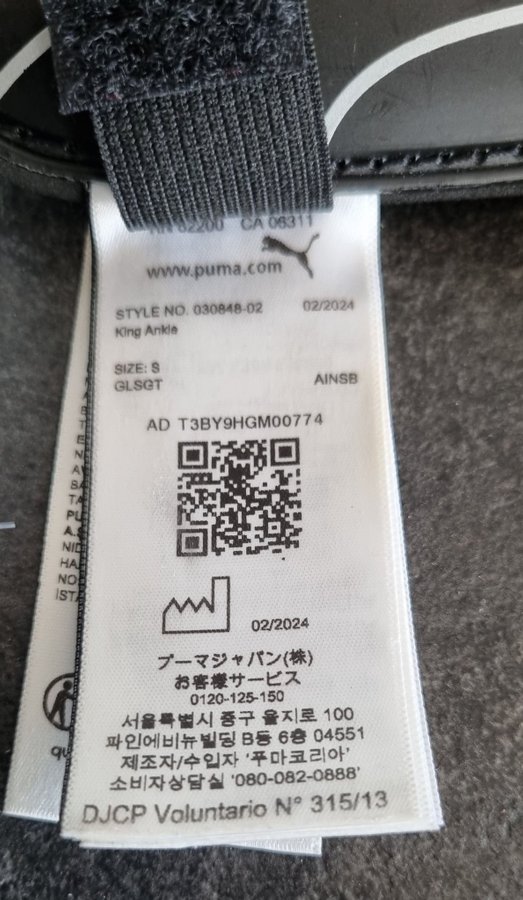 62200 CA 06311
www.puma.com
STYLE NO. 030848-02 02/2024
King Ankle
SIZE: S
GLSGT AINSB
AD T3BY9HGM00774
02/2024
プーマジャパン(株)
お客様サービス
0120-125-150
서울특별시 중구 을지로 100
파인에비뉴빌딩 B동 6층 04551
제조자/수입자 '푸마코리아'
소비자상담실 '080-082-0888'
DJCP Voluntario N° 315/13